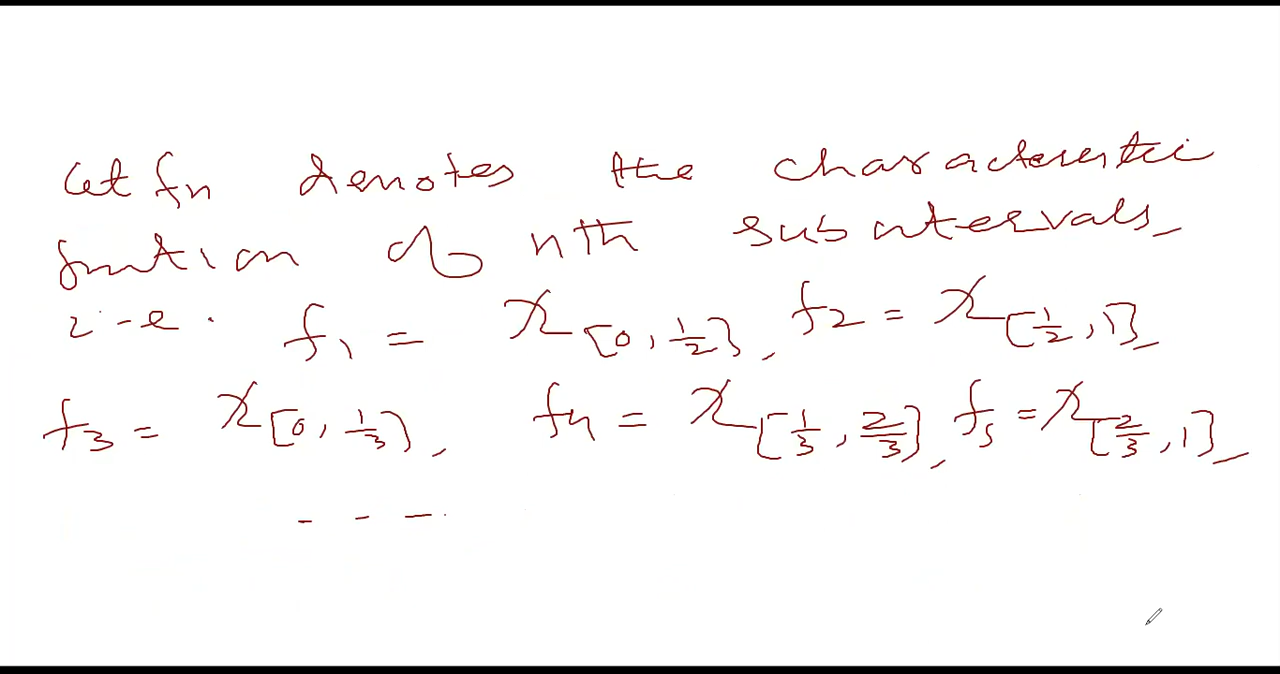 Let fn denotes the characteristic
function of nth subintervals.
i-e. f1 = χ[0, 1/2], f2 = χ[1/2, 1],
f3 = χ[0, 1/3], f4 = χ[1/3, 2/3], f5 = χ[2/3, 1],
- - -